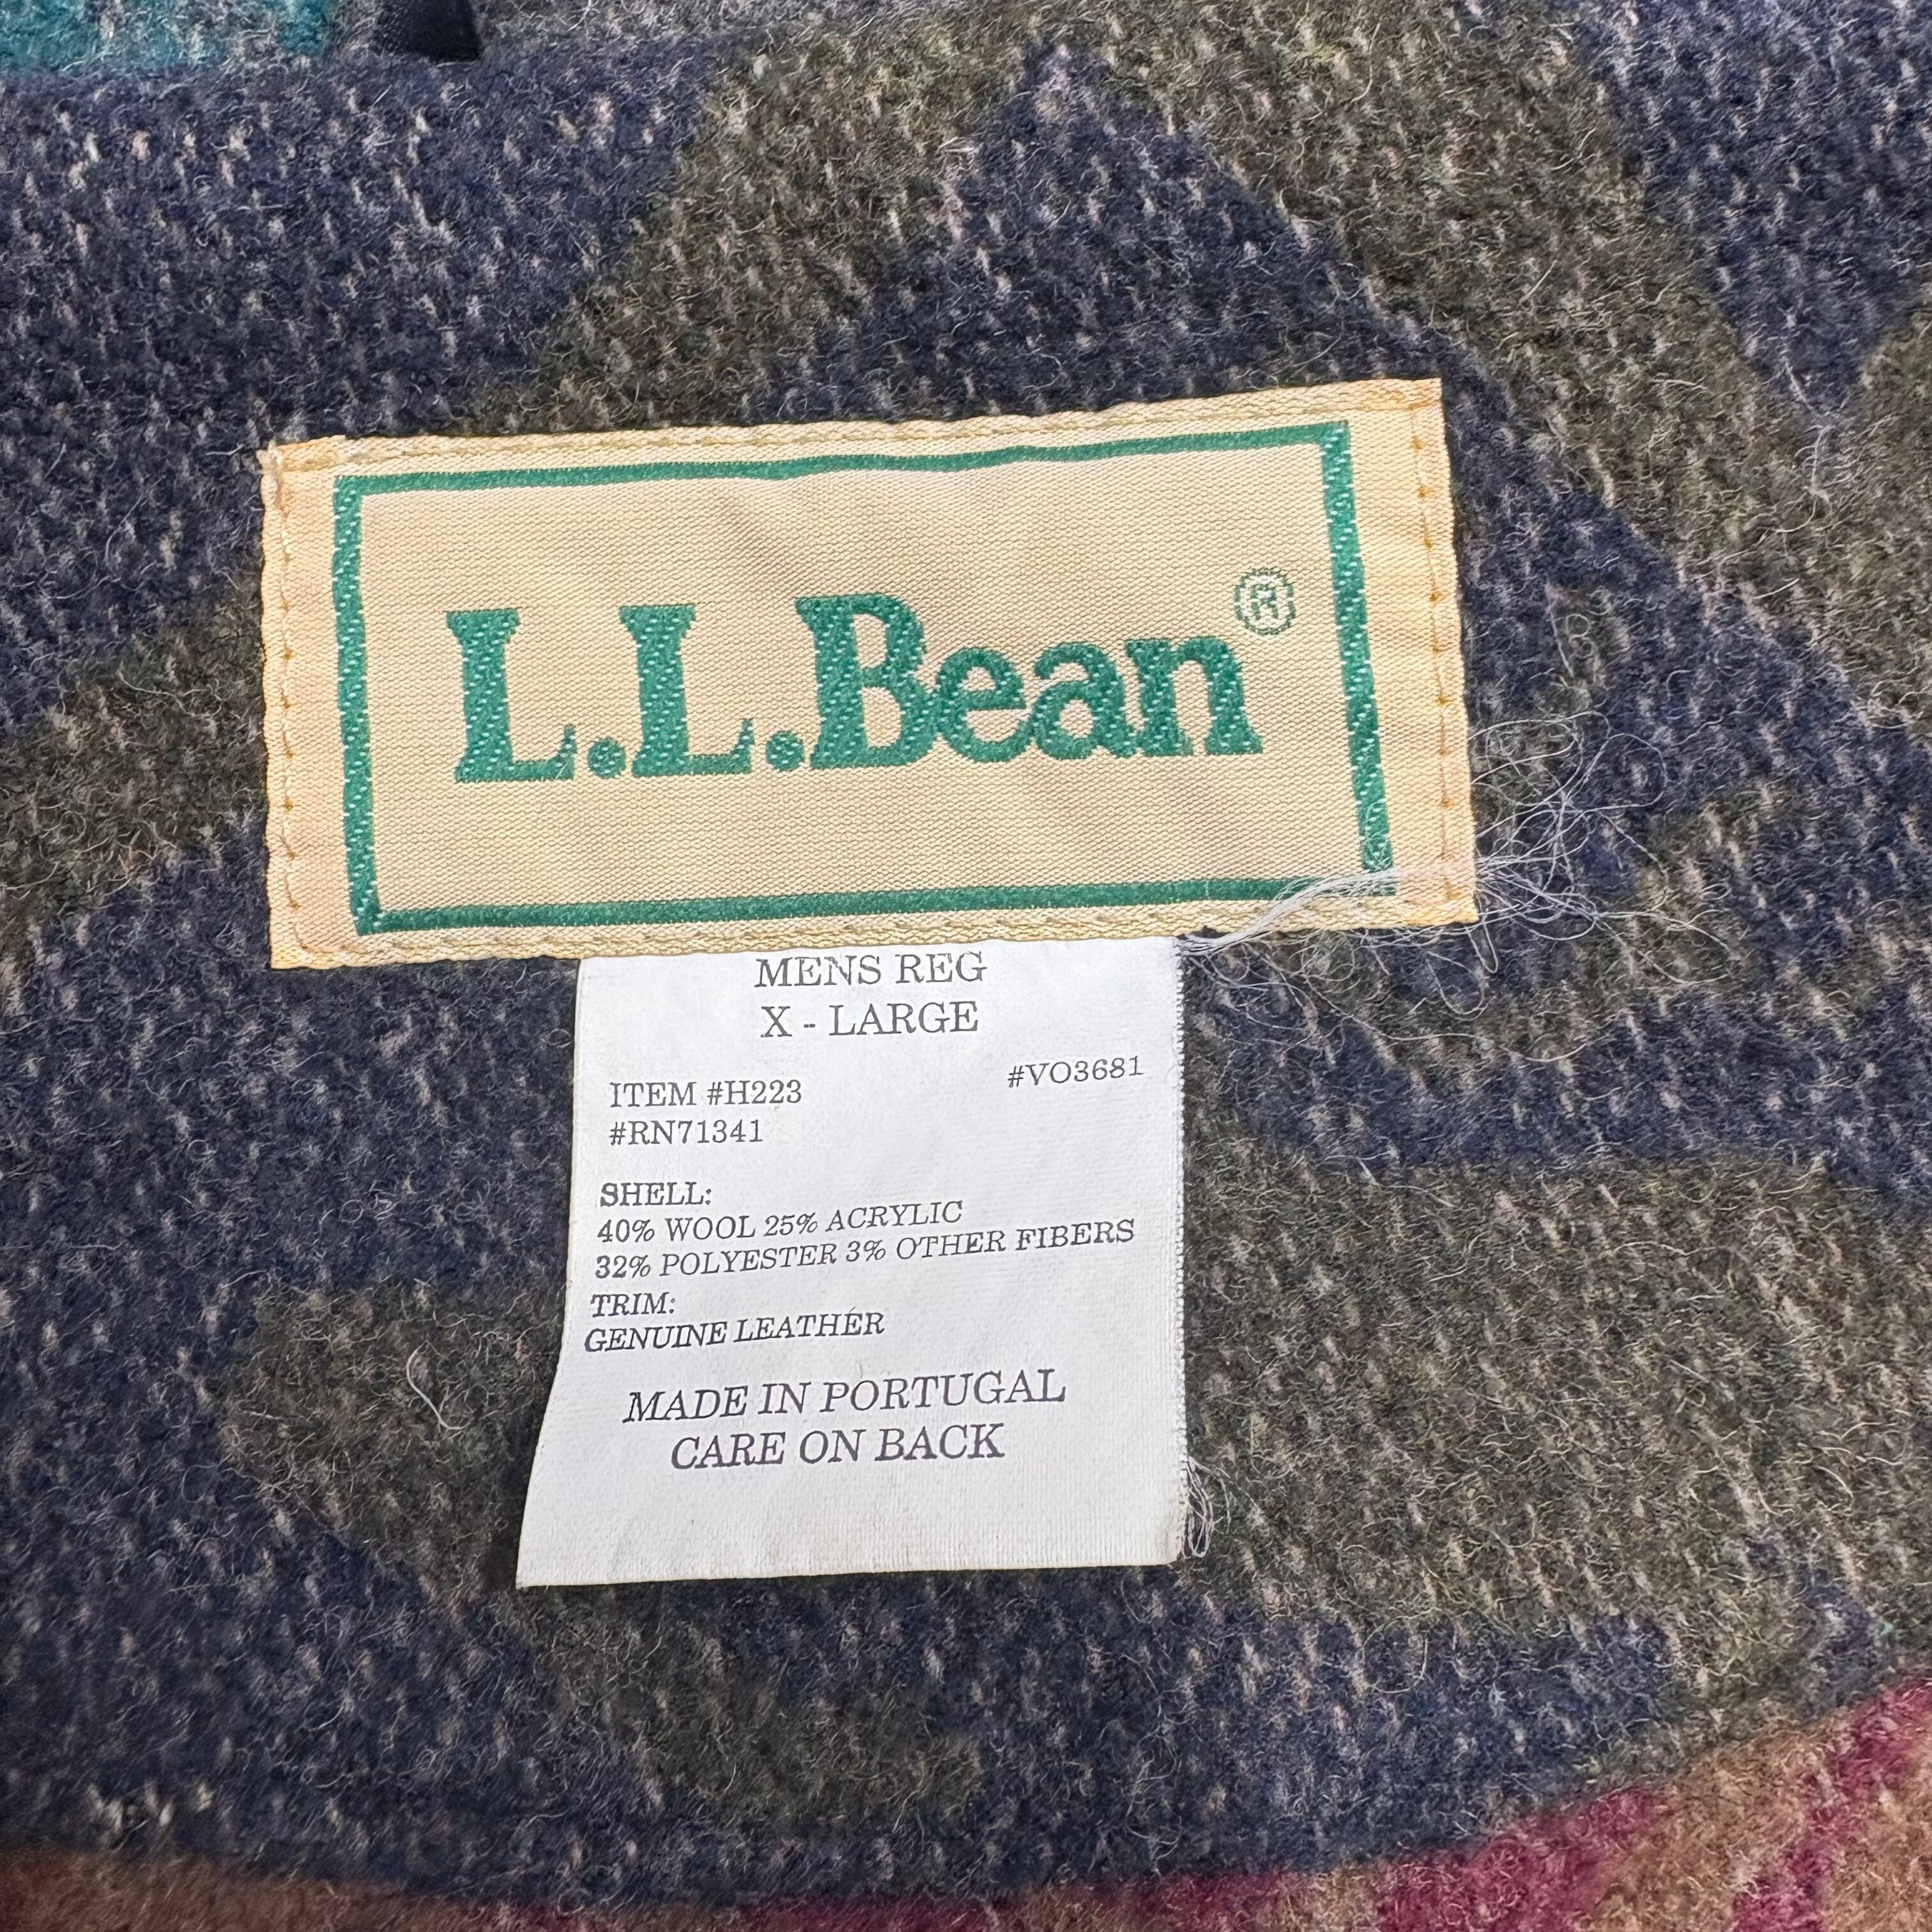 L.L.Bean®
MENS REG
X - LARGE
ITEM #H223 #VO3681
#RN71341
SHELL:
40% WOOL 25% ACRYLIC
32% POLYESTER 3% OTHER FIBERS
TRIM:
GENUINE LEATHER
MADE IN PORTUGAL
CARE ON BACK